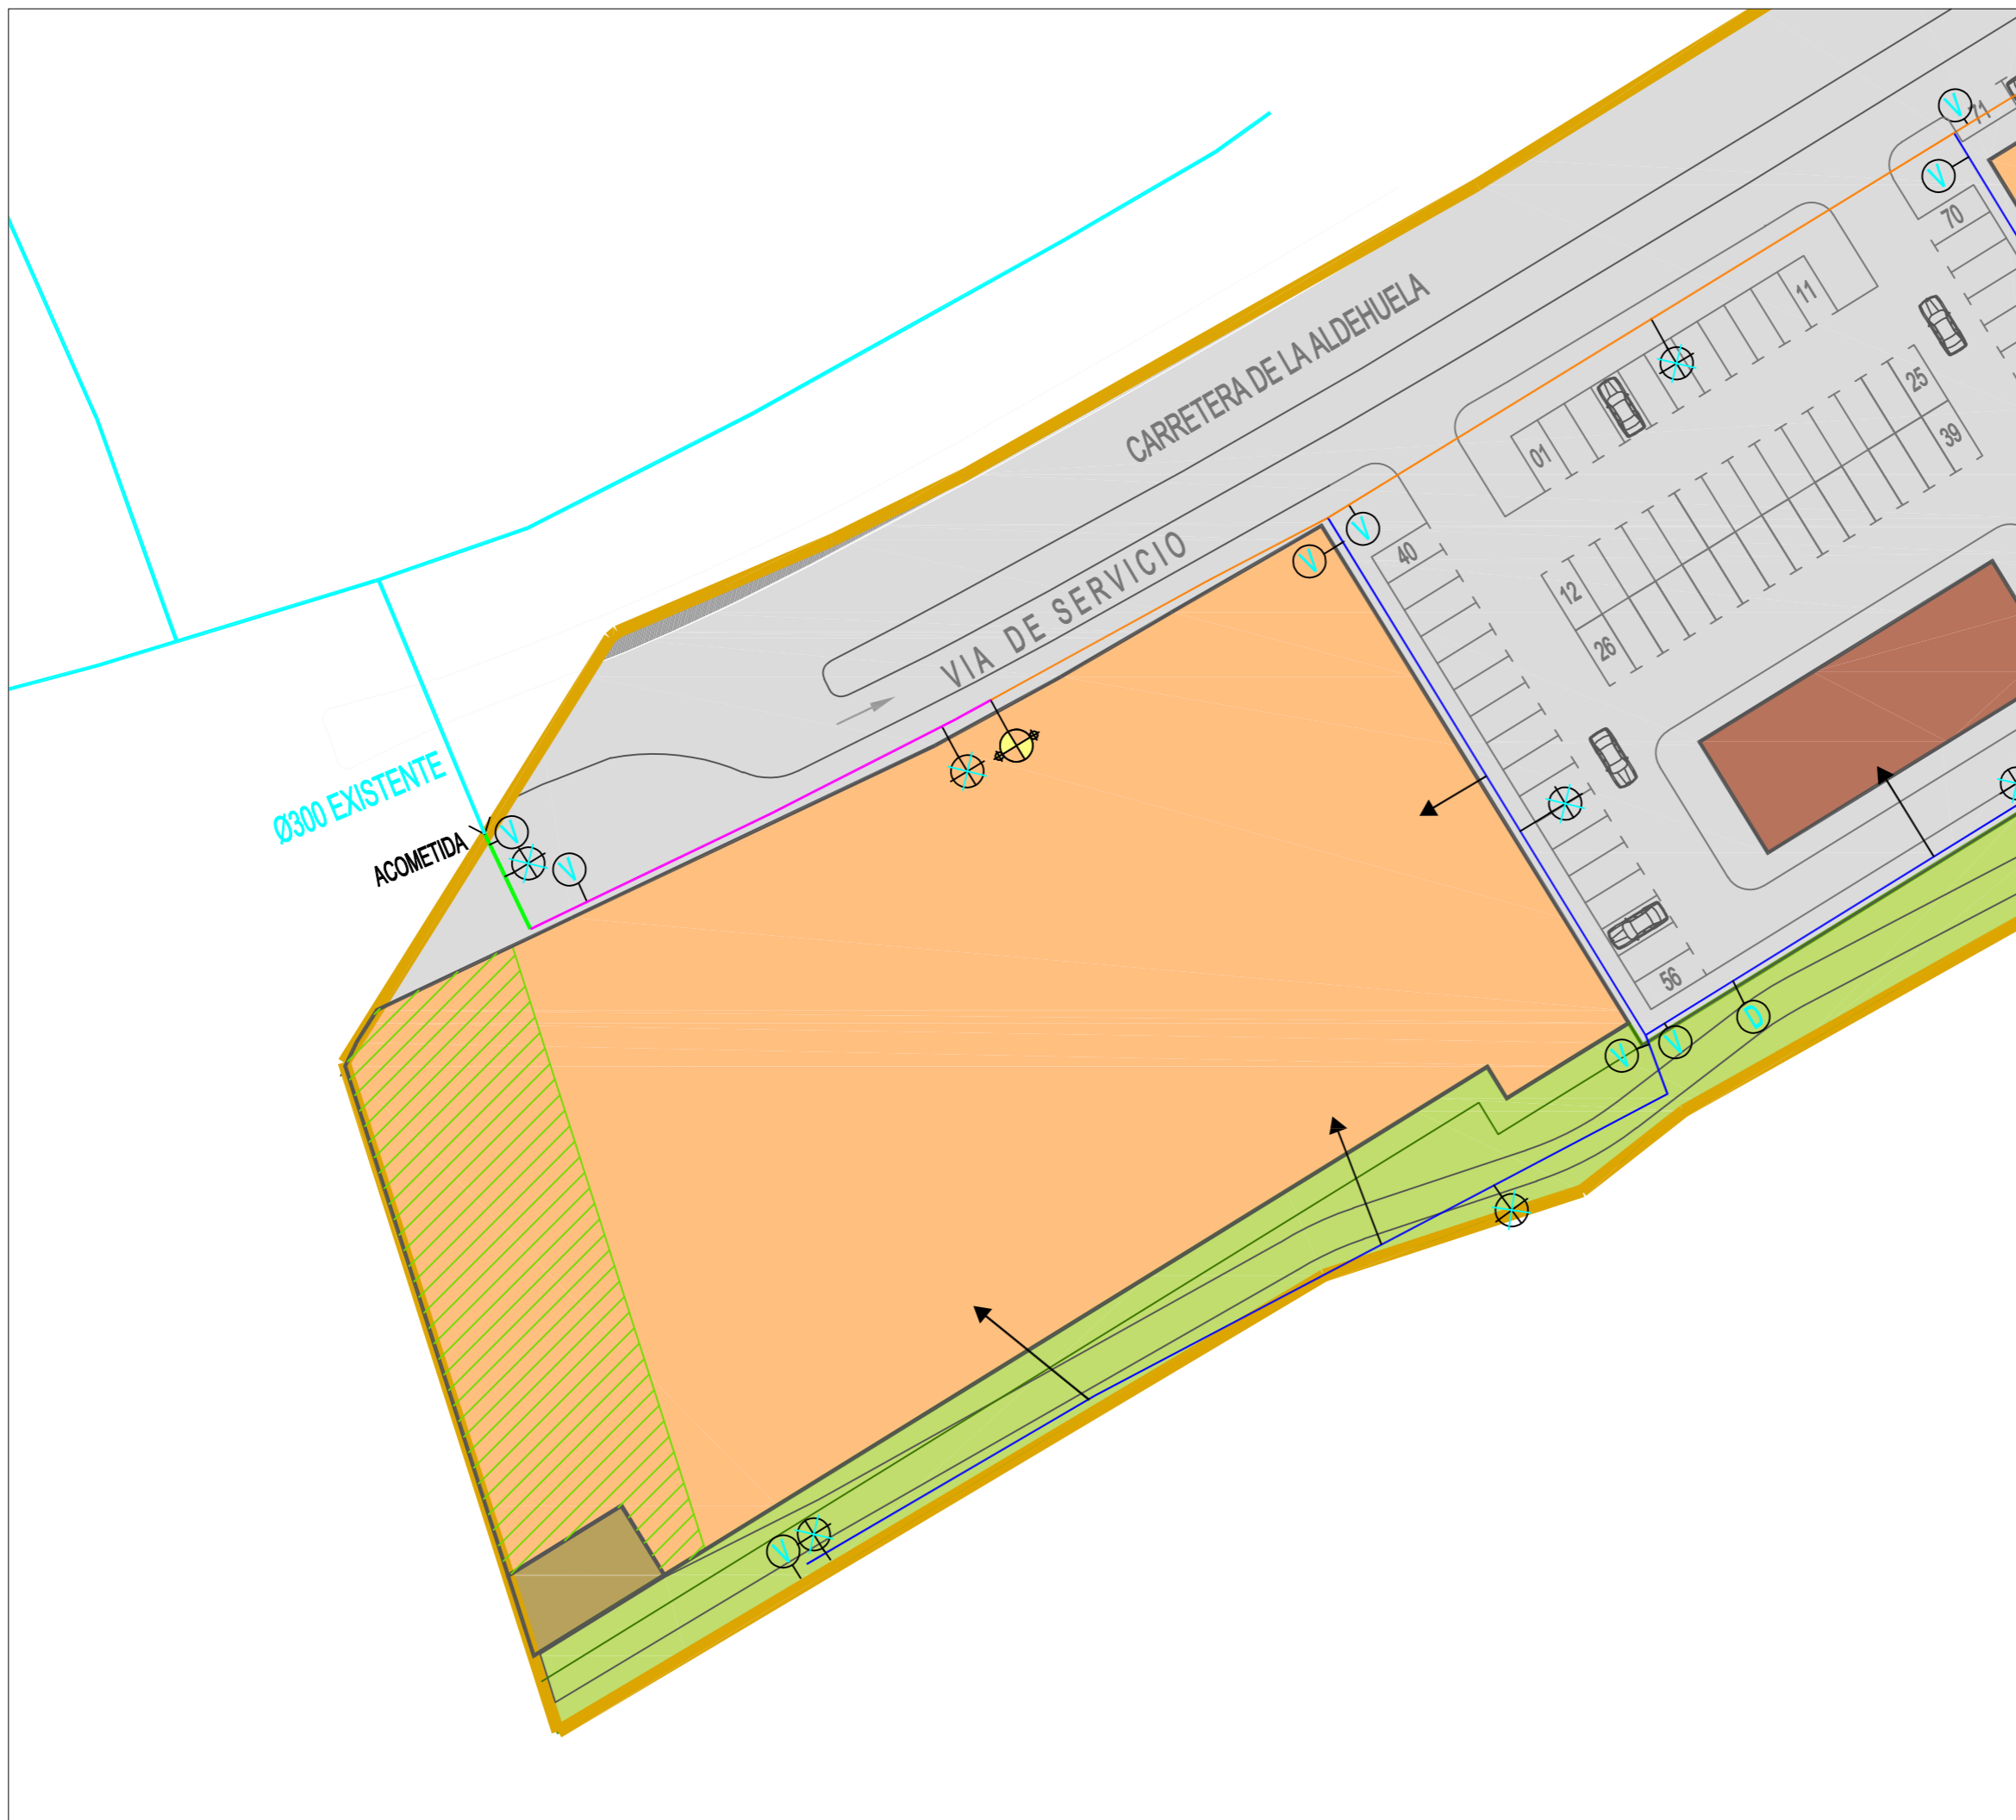 V
71
V
70
CARRETERA DE LA ALDEHUELA
11
25
39
01
V
V
40
VIA DE SERVICIO
12
26
Ø300 EXISTENTE
ACOMETIDA
V
V
56
D
V
V
V